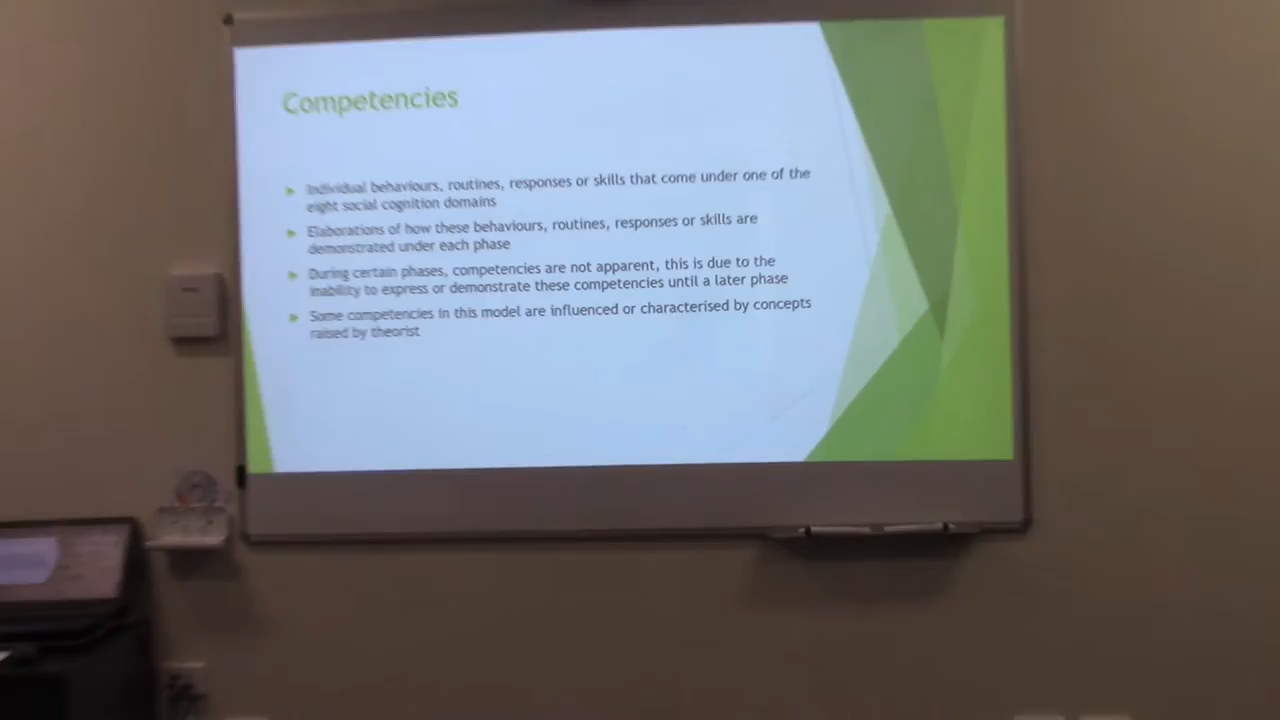 Competencies
Individual behaviours, routines, responses or skills that come under one of the
eight social cognition domains
Elaborations of how these behaviours, routines, responses or skills are
demonstrated under each phase
During certain phases, competencies are not apparent, this is due to the
inability to express or demonstrate these competencies until a later phase
Some competencies in this model are influenced or characterised by concepts
raised by theorist